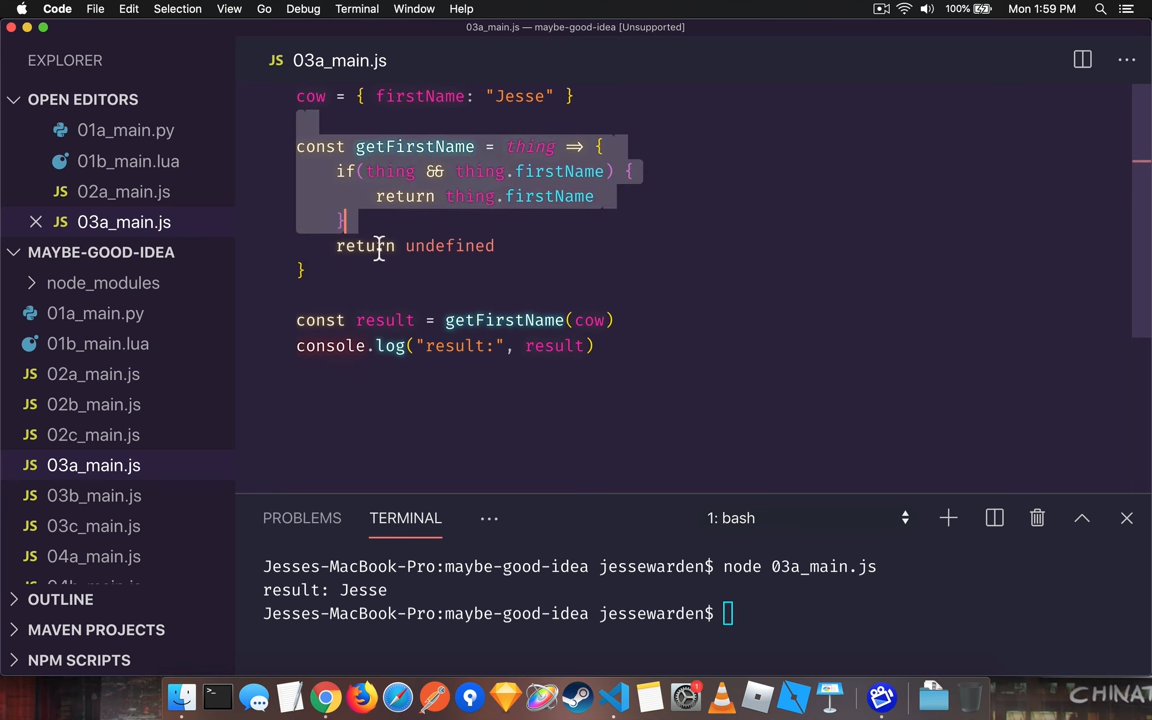 Code File Edit Selection View Go Debug Terminal Window Help 100% Mon 1:59 PM
03a_main.js — maybe-good-idea [Unsupported]
EXPLORER
OPEN EDITORS
01a_main.py
01b_main.lua
JS 02a_main.js
JS 03a_main.js
MAYBE-GOOD-IDEA
node_modules
01a_main.py
01b_main.lua
JS 02a_main.js
JS 02b_main.js
JS 02c_main.js
JS 03a_main.js
JS 03b_main.js
JS 03c_main.js
JS 04a_main.js
JS 04b_main.js
OUTLINE
MAVEN PROJECTS
NPM SCRIPTS
JS 03a_main.js
cow = { firstName: "Jesse" }
const getFirstName = thing => {
if(thing && thing.firstName) {
return thing.firstName
}
return undefined
}
const result = getFirstName(cow)
console.log("result:", result)
PROBLEMS TERMINAL 1: bash
Jesses-MacBook-Pro:maybe-good-idea jessewarden$ node 03a_main.js
result: Jesse
Jesses-MacBook-Pro:maybe-good-idea jessewarden$
CHINAT